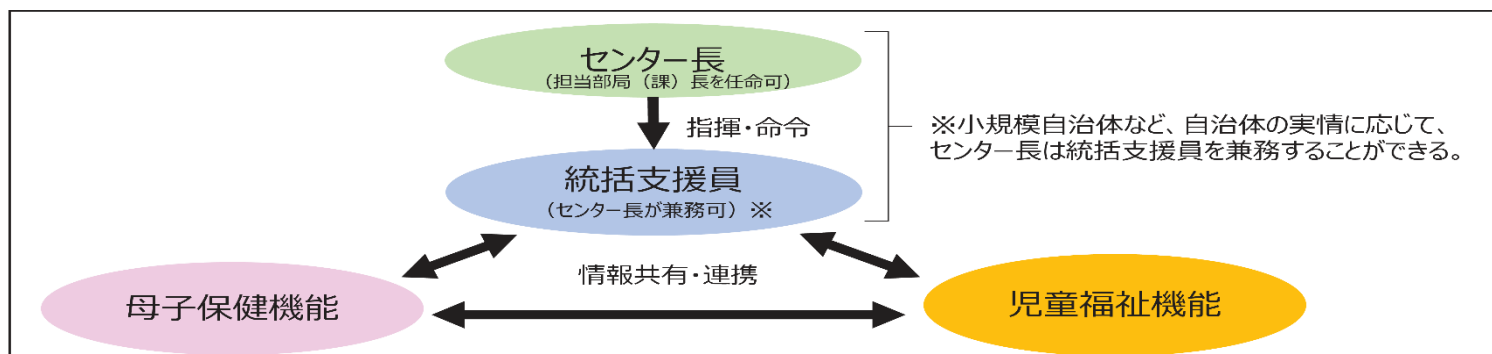 センター長
(担当部局(課)長を任命可)
指揮・命令
※小規模自治体など、自治体の実情に応じて、
センター長は統括支援員を兼務することができる。
統括支援員
(センター長が兼務可)※
情報共有・連携
母子保健機能
児童福祉機能